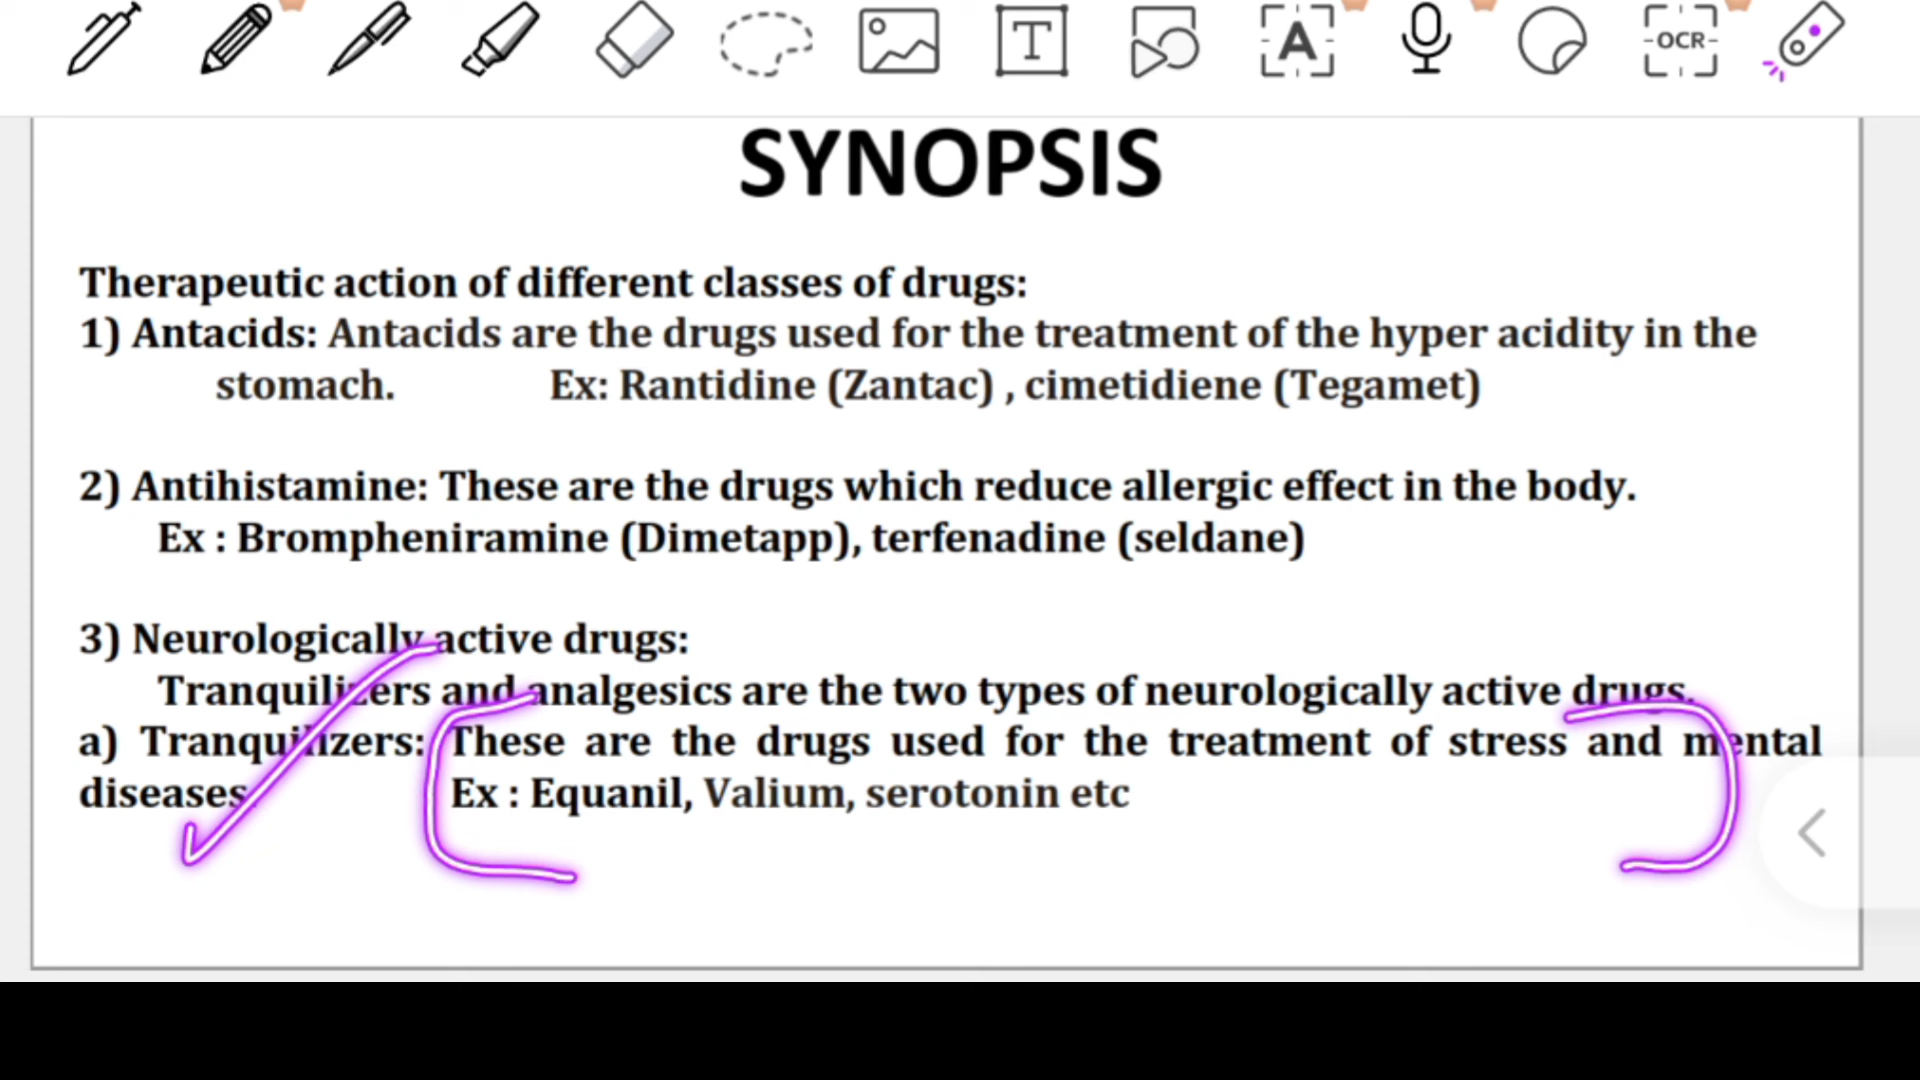 T
A
OCR
SYNOPSIS
Therapeutic action of different classes of drugs:
1) Antacids: Antacids are the drugs used for the treatment of the hyper acidity in the
stomach. Ex: Rantidine (Zantac) , cimetidiene (Tegamet)
2) Antihistamine: These are the drugs which reduce allergic effect in the body.
Ex : Brompheniramine (Dimetapp), terfenadine (seldane)
3) Neurologically active drugs:
Tranquilizers and analgesics are the two types of neurologically active drugs.
a) Tranquilizers: These are the drugs used for the treatment of stress and mental
diseases. Ex : Equanil, Valium, serotonin etc